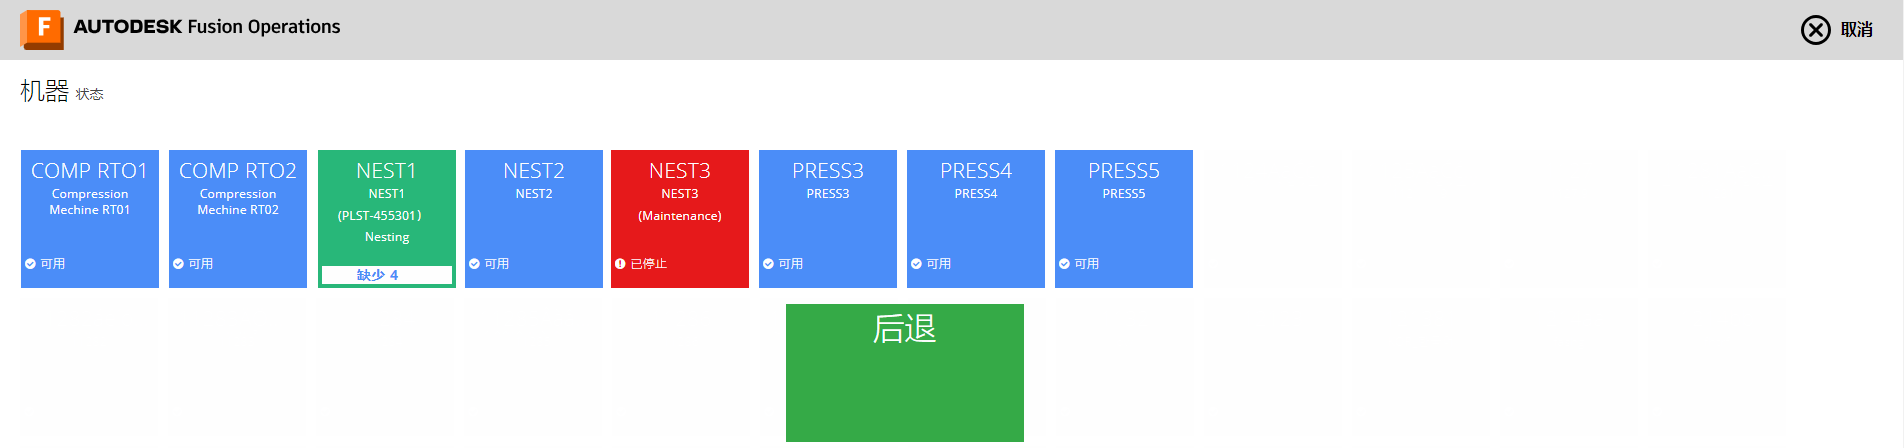 F AUTODESK Fusion Operations
取消
机器 状态
COMP RTO1
Compression
Mechine RT01
可用
COMP RTO2
Compression
Mechine RT02
可用
NEST1
NEST1
(PLST-455301)
Nesting
缺少 4
NEST2
NEST2
可用
NEST3
NEST3
(Maintenance)
已停止
PRESS3
PRESS3
可用
PRESS4
PRESS4
可用
PRESS5
PRESS5
可用
后退